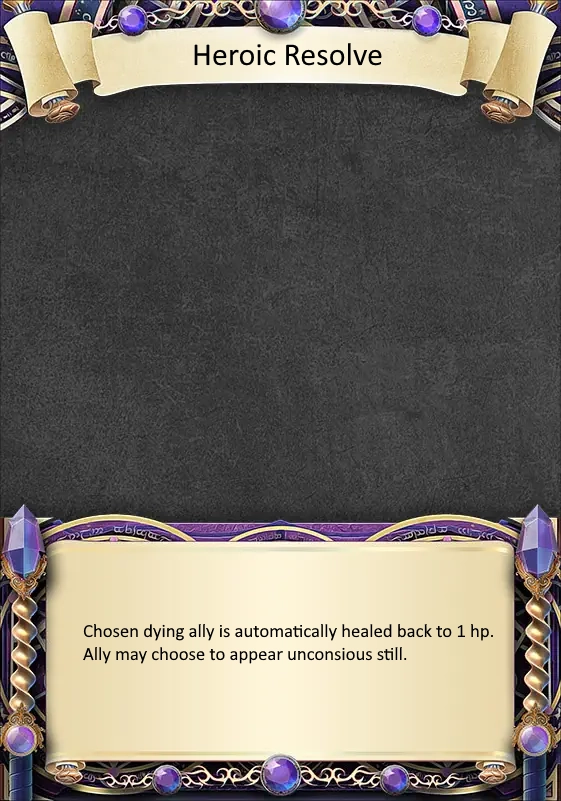 Heroic Resolve
Chosen dying ally is automatically healed back to 1 hp.
Ally may choose to appear unconsious still.